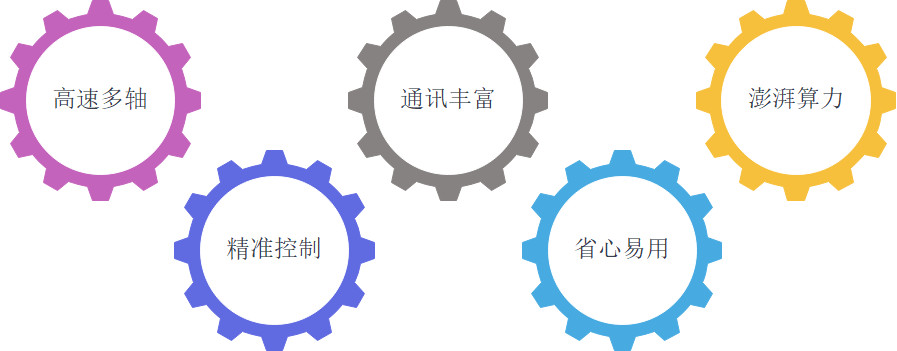 高速多轴
通讯丰富
澎湃算力
精准控制
省心易用